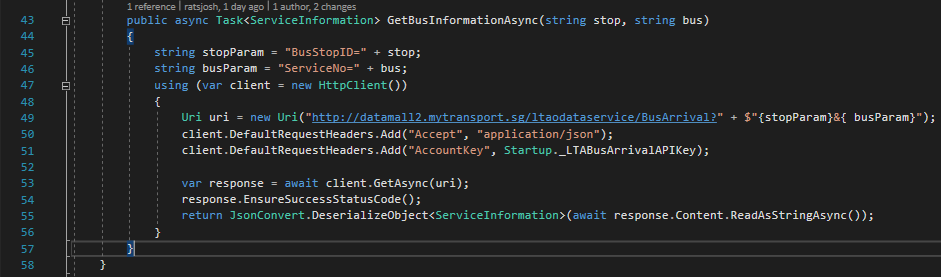 1 reference | ratsjosh, 1 day ago | 1 author, 2 changes
43 public async Task<ServiceInformation> GetBusInformationAsync(string stop, string bus)
44 {
45 string stopParam = "BusStopID=" + stop;
46 string busParam = "ServiceNo=" + bus;
47 using (var client = new HttpClient())
48 {
49 Uri uri = new Uri("http://datamall2.mytransport.sg/ltaodataservice/BusArrival?" + $"{stopParam}&{ busParam}");
50 client.DefaultRequestHeaders.Add("Accept", "application/json");
51 client.DefaultRequestHeaders.Add("AccountKey", Startup._LTABusArrivalAPIKey);
52
53 var response = await client.GetAsync(uri);
54 response.EnsureSuccessStatusCode();
55 return JsonConvert.DeserializeObject<ServiceInformation>(await response.Content.ReadAsStringAsync());
56 }
57 }
58 }